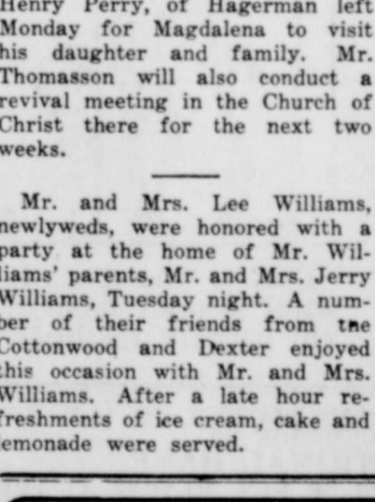 Henry Perry, of Hagerman left
Monday for Magdalena to visit
his daughter and family. Mr.
Thomasson will also conduct a
revival meeting in the Church of
Christ there for the next two
weeks.
Mr. and Mrs. Lee Williams,
newlyweds, were honored with a
party at the home of Mr. Wil-
liams' parents, Mr. and Mrs. Jerry
Williams, Tuesday night. A num-
ber of their friends from the
Cottonwood and Dexter enjoyed
this occasion with Mr. and Mrs.
Williams. After a late hour re-
freshments of ice cream, cake and
lemonade were served.